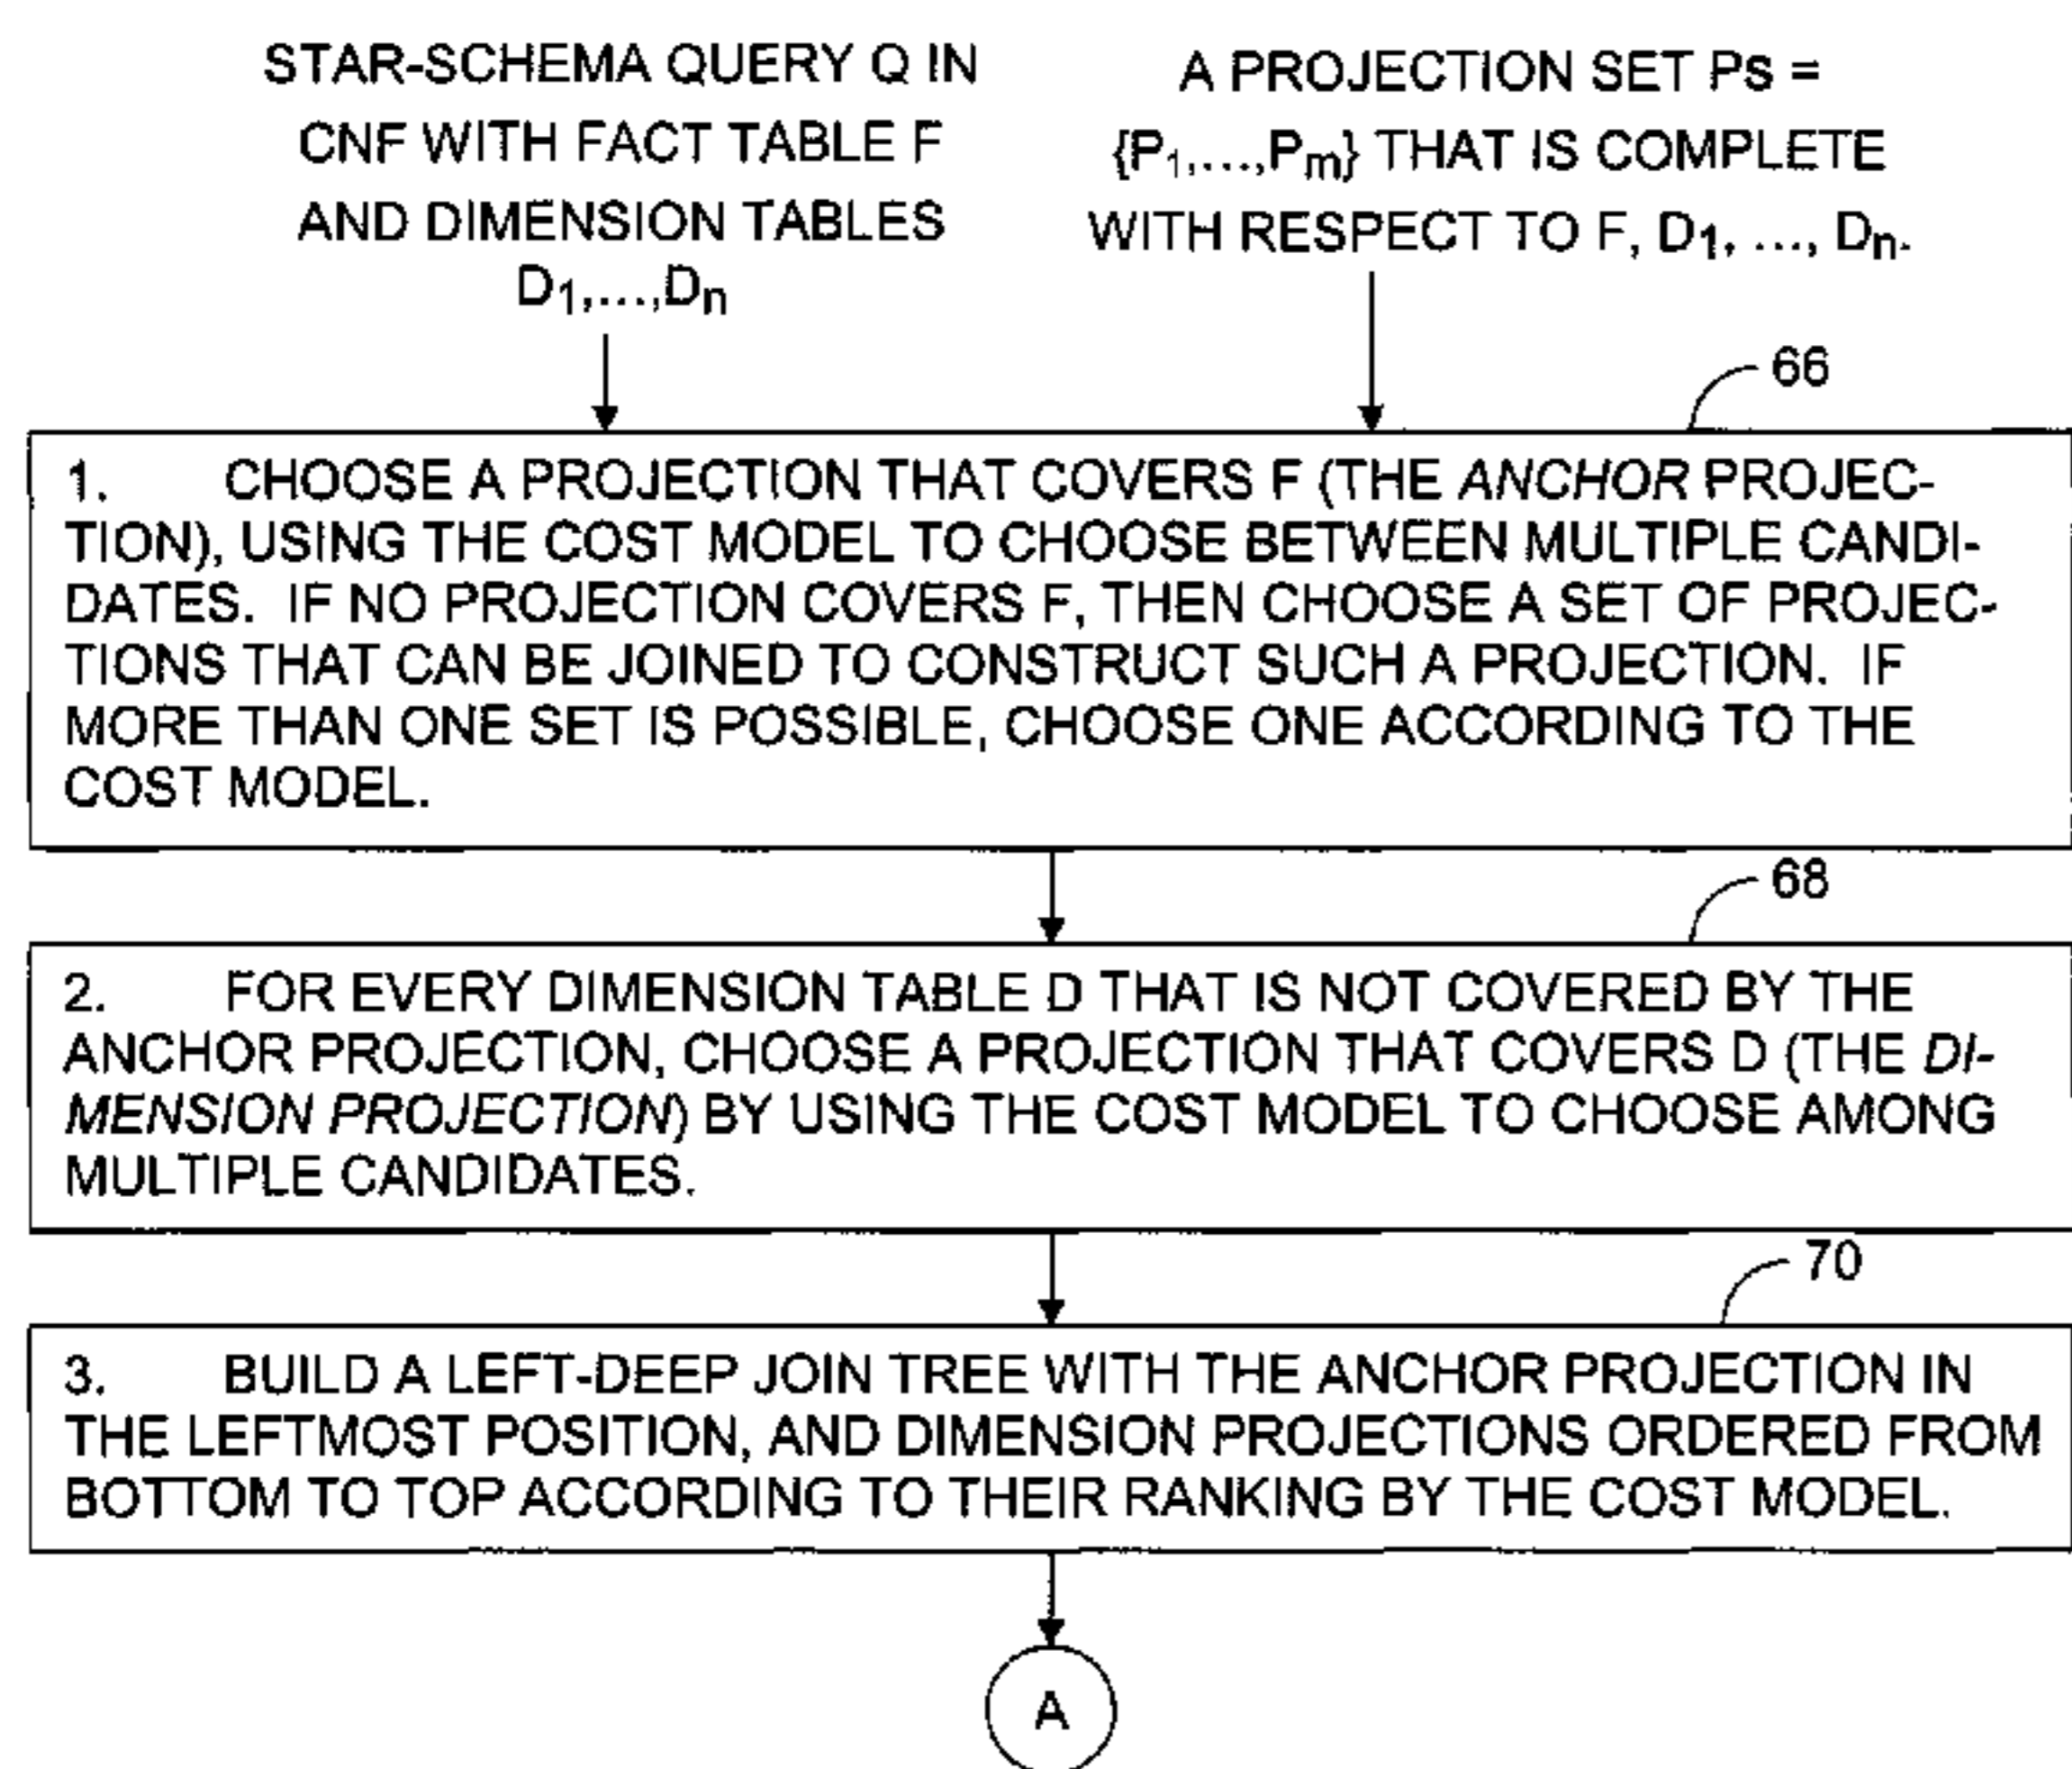 STAR-SCHEMA QUERY Q IN
CNF WITH FACT TABLE F
AND DIMENSION TABLES
D1,...,Dn
A PROJECTION SET Ps =
{P1,...,Pm} THAT IS COMPLETE
WITH RESPECT TO F, D1, ..., Dn.
66
1. CHOOSE A PROJECTION THAT COVERS F (THE ANCHOR PROJEC-
TION), USING THE COST MODEL TO CHOOSE BETWEEN MULTIPLE CANDI-
DATES. IF NO PROJECTION COVERS F, THEN CHOOSE A SET OF PROJEC-
TIONS THAT CAN BE JOINED TO CONSTRUCT SUCH A PROJECTION. IF
MORE THAN ONE SET IS POSSIBLE, CHOOSE ONE ACCORDING TO THE
COST MODEL.
68
2. FOR EVERY DIMENSION TABLE D THAT IS NOT COVERED BY THE
ANCHOR PROJECTION, CHOOSE A PROJECTION THAT COVERS D (THE DI-
MENSION PROJECTION) BY USING THE COST MODEL TO CHOOSE AMONG
MULTIPLE CANDIDATES.
70
3. BUILD A LEFT-DEEP JOIN TREE WITH THE ANCHOR PROJECTION IN
THE LEFTMOST POSITION, AND DIMENSION PROJECTIONS ORDERED FROM
BOTTOM TO TOP ACCORDING TO THEIR RANKING BY THE COST MODEL.
A